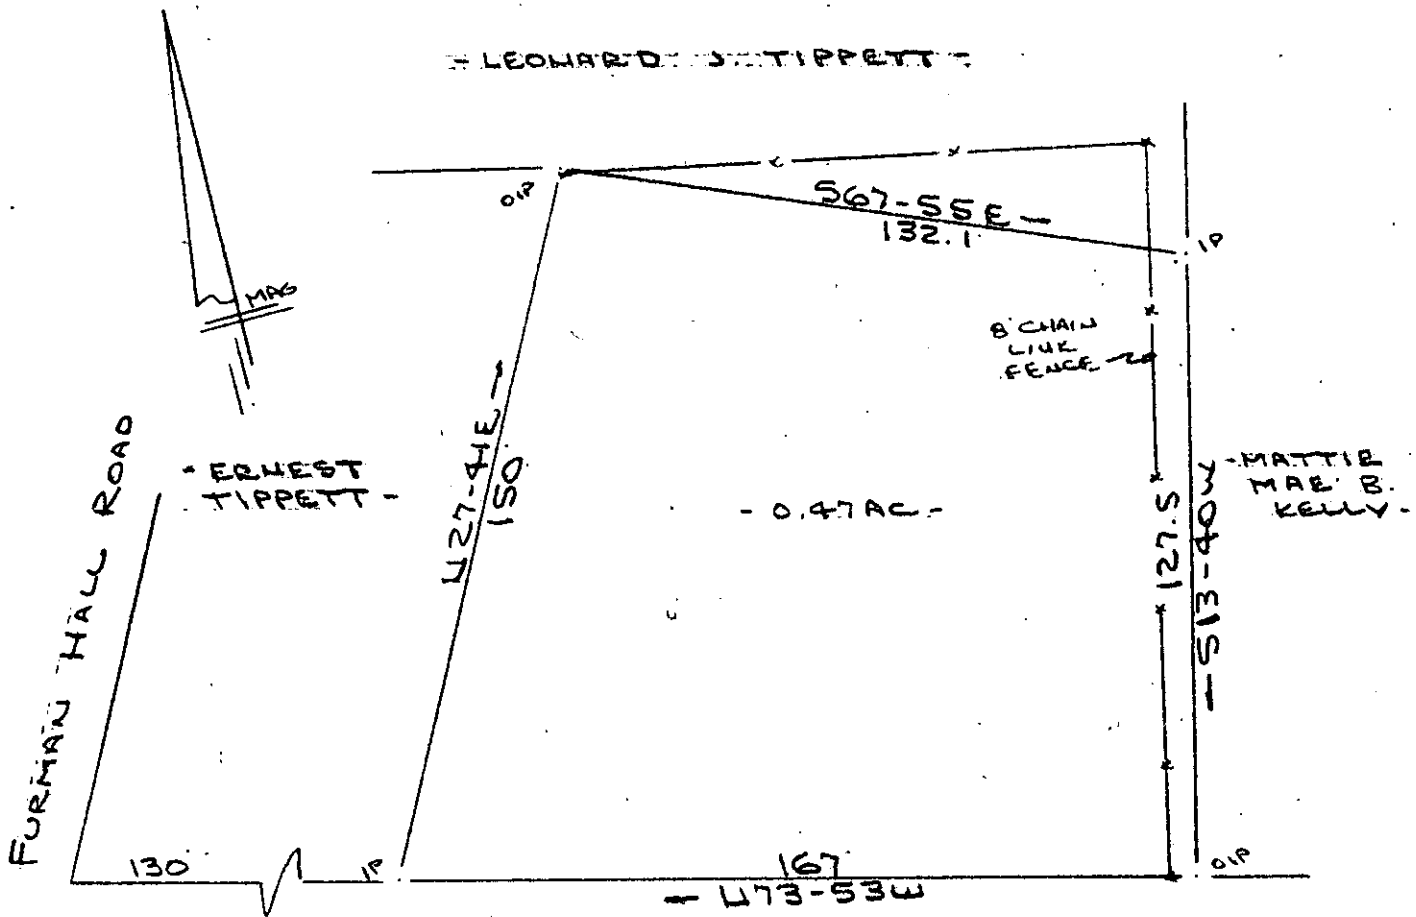 - LEONARD J. TIPPETT -
OIP
S67-55E
132.1
IP
MAG
8' CHAIN
LINK
FENCE
FURMAN HALL ROAD
- ERNEST
TIPPETT -
N27-41E
150
- 0.47 AC -
127.5
S13-40W
- MATTIE
MAE B.
KELLY -
130
IP
167
N73-53W
OIP